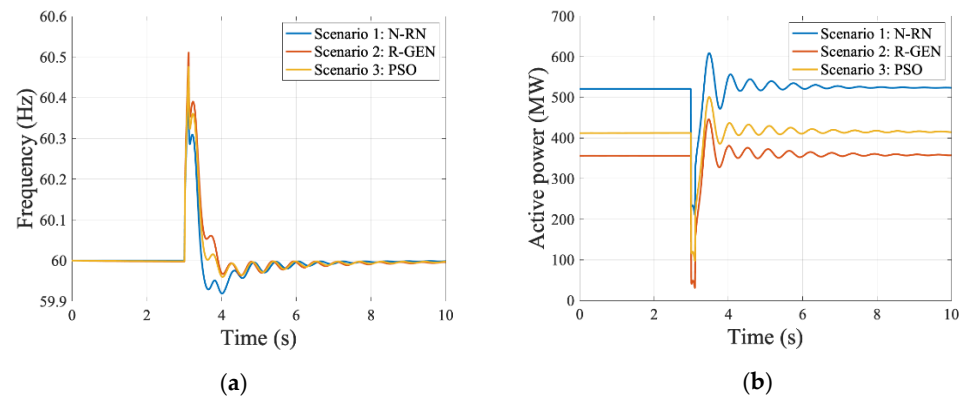 60.6
60.5
60.4
60.3
60.2
60.1
60
59.9
Frequency (Hz)
0
2
4
6
8
10
Time (s)
Scenario 1: N-RN
Scenario 2: R-GEN
Scenario 3: PSO
(a)
700
600
500
400
300
200
100
0
Active power (MW)
0
2
4
6
8
10
Time (s)
Scenario 1: N-RN
Scenario 2: R-GEN
Scenario 3: PSO
(b)